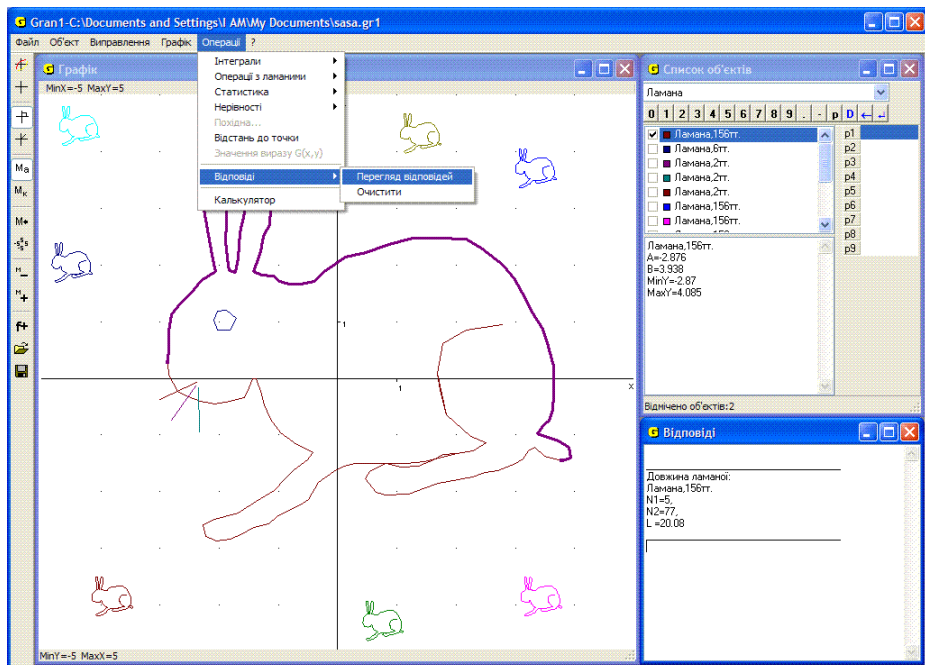 Gran1-C:\Documents and Settings\I AM\My Documents\sasa.gr1
Файл Об'єкт Виправлення Графік Операції ?
Графік
MinX=-5 MaxY=5
Інтеграли
Операції з ламаними
Статистика
Нерівності
Похідна...
Відстань до точки
Значення виразу G(x,y)
Відповіді
Калькулятор
Перегляд відповідей
Очистити
1
1
x
MinY=-5 MaxX=5
Ma
Mк
M
M
M
f+
Список об'єктів
Ламана
0 1 2 3 4 5 6 7 8 9 . - p D
Ламана,156тт.
Ламана,6тт.
Ламана,2тт.
Ламана,2тт.
Ламана,2тт.
Ламана,156тт.
Ламана,156тт.
p1
p2
p3
p4
p5
p6
p7
p8
p9
Ламана,156тт.
A=-2.876
B=3.938
MinY=-2.87
MaxY=4.085
Відмічено об'єктів:2
Відповіді
Довжина ламаної:
Ламана,156тт.
N1=5,
N2=77,
L =20.08